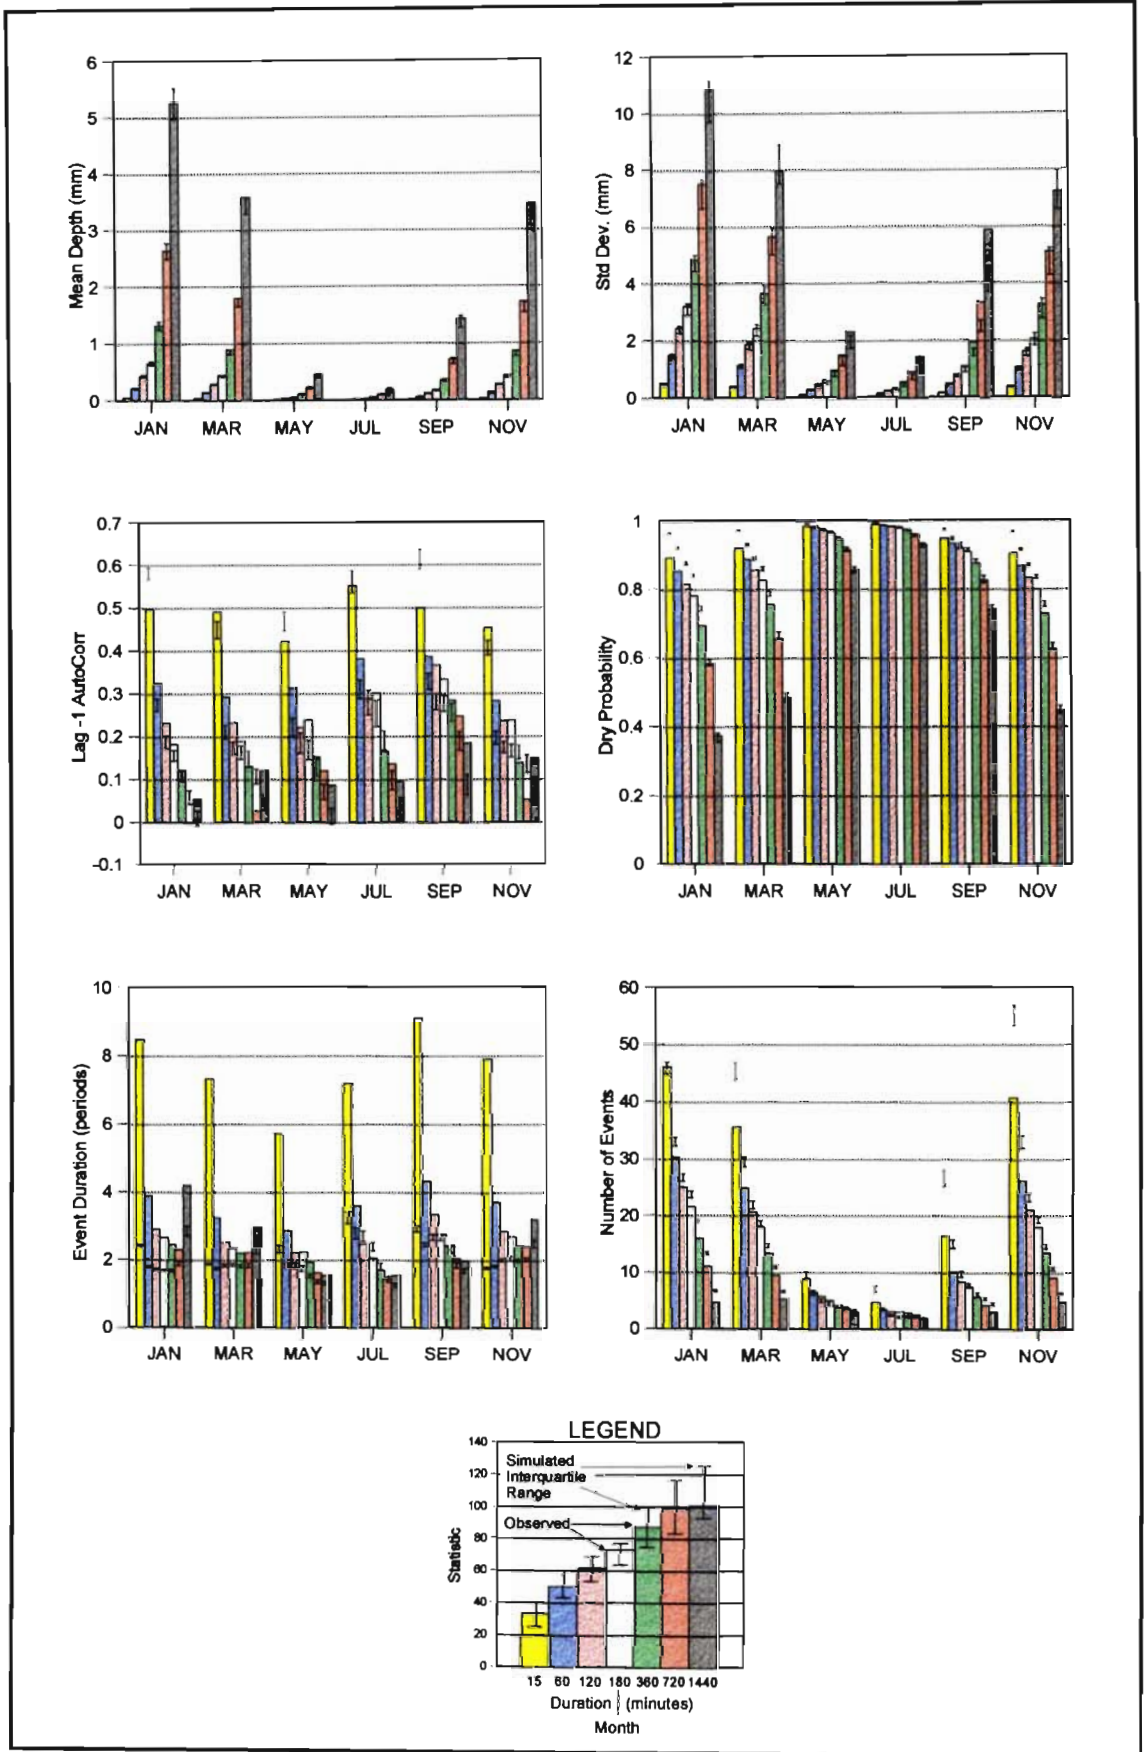 6
5
4
3
2
1
0
Mean Depth (mm)
JAN MAR MAY JUL SEP NOV
12
10
8
6
4
2
0
Std Dev. (mm)
JAN MAR MAY JUL SEP NOV
0.7
0.6
0.5
0.4
0.3
0.2
0.1
0
-0.1
Lag -1 AutoCorr
JAN MAR MAY JUL SEP NOV
1
0.8
0.6
0.4
0.2
0
Dry Probability
JAN MAR MAY JUL SEP NOV
10
8
6
4
2
0
Event Duration (periods)
JAN MAR MAY JUL SEP NOV
60
50
40
30
20
10
0
Number of Events
JAN MAR MAY JUL SEP NOV
LEGEND
140
120
100
80
60
40
20
0
Statistic
Simulated
Interquartile
Range
Observed
15 60 120 180 360 720 1440
Duration (minutes)
Month